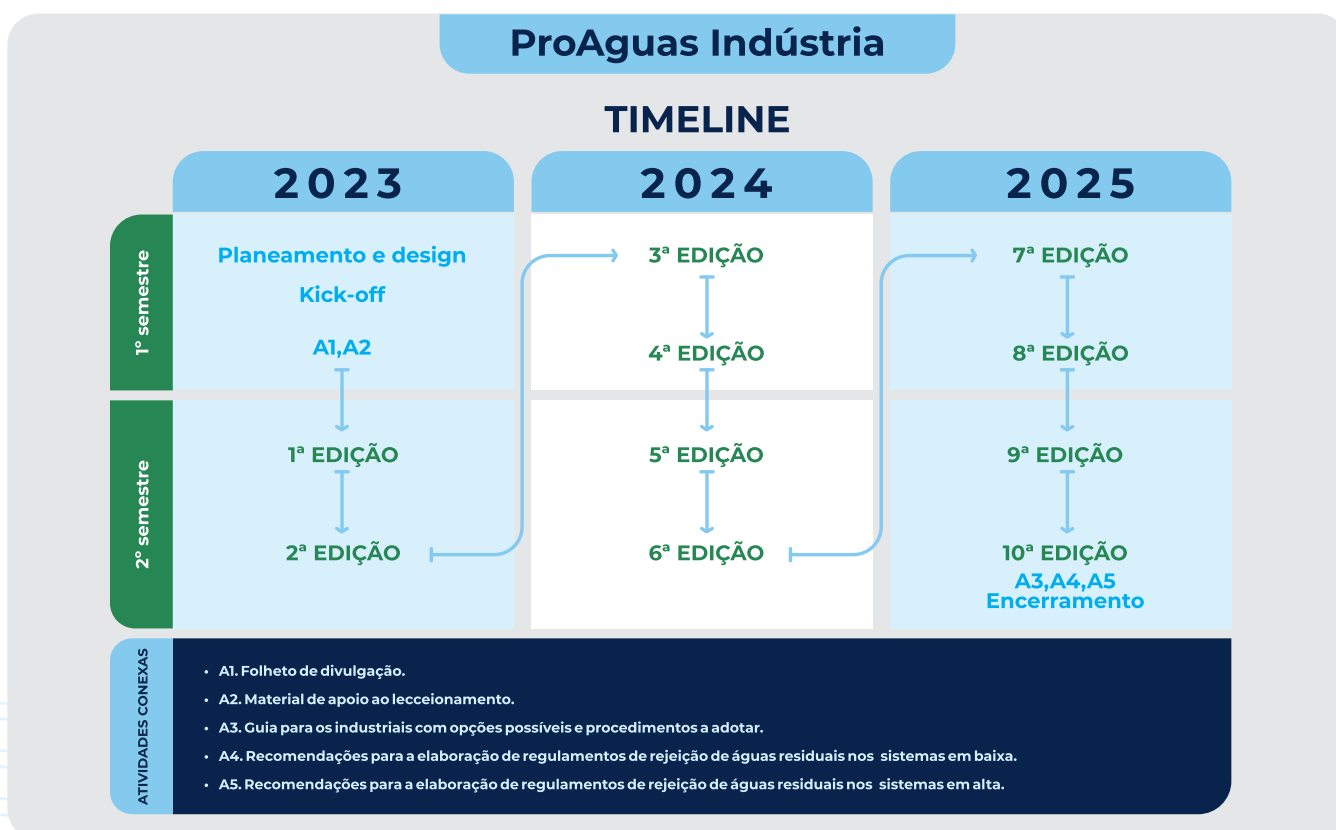 ProAguas Indústria
TIMELINE
2023
2024
2025
1º semestre
Planeamento e design
Kick-off
A1,A2
3ª EDIÇÃO
4ª EDIÇÃO
7ª EDIÇÃO
8ª EDIÇÃO
2º semestre
1ª EDIÇÃO
2ª EDIÇÃO
5ª EDIÇÃO
6ª EDIÇÃO
9ª EDIÇÃO
10ª EDIÇÃO
A3,A4,A5
Encerramento
ATIVIDADES CONEXAS
• A1. Folheto de divulgação.
• A2. Material de apoio ao lecceionamento.
• A3. Guia para os industriais com opções possíveis e procedimentos a adotar.
• A4. Recomendações para a elaboração de regulamentos de rejeição de águas residuais nos sistemas em baixa.
• A5. Recomendações para a elaboração de regulamentos de rejeição de águas residuais nos sistemas em alta.